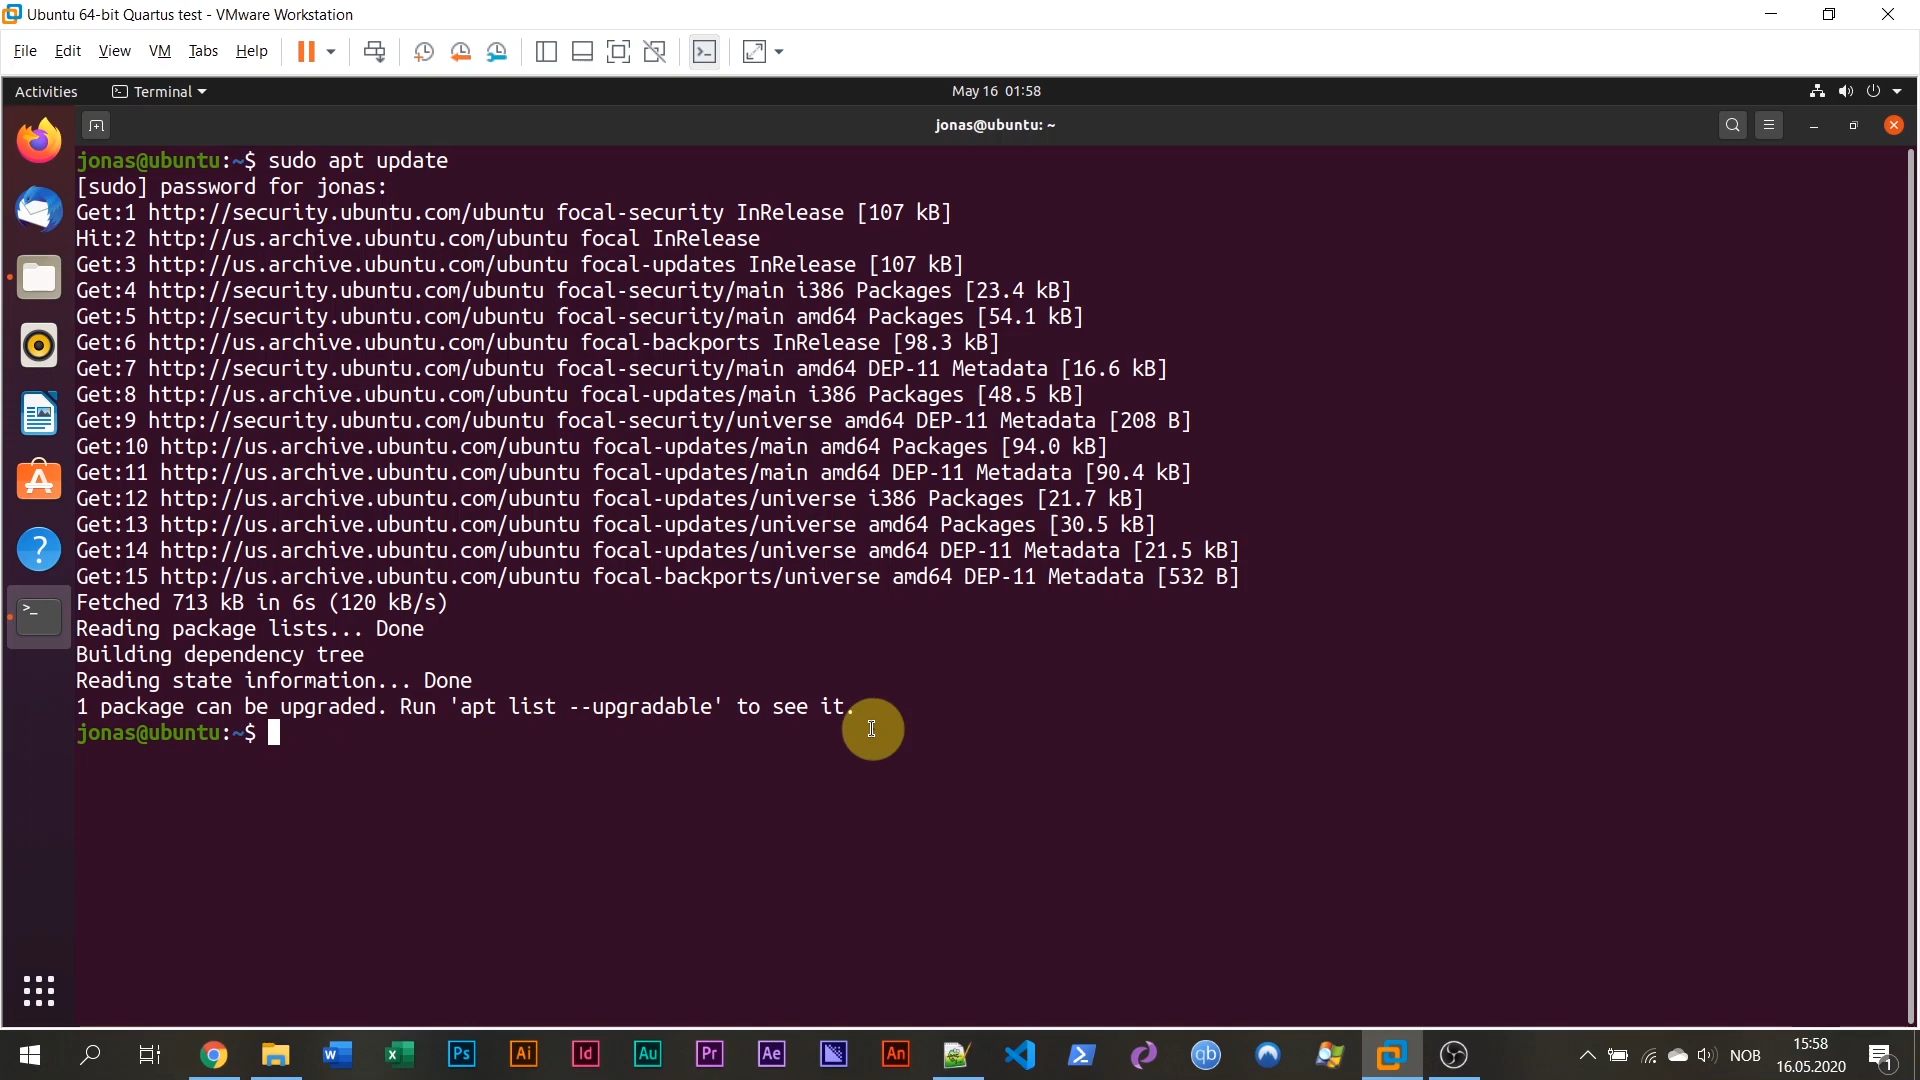 Ubuntu 64-bit Quartus test - VMware Workstation
File Edit View VM Tabs Help
Activities Terminal May 16 01:58
jonas@ubuntu: ~
jonas@ubuntu:~$ sudo apt update
[sudo] password for jonas:
Get:1 http://security.ubuntu.com/ubuntu focal-security InRelease [107 kB]
Hit:2 http://us.archive.ubuntu.com/ubuntu focal InRelease
Get:3 http://us.archive.ubuntu.com/ubuntu focal-updates InRelease [107 kB]
Get:4 http://security.ubuntu.com/ubuntu focal-security/main i386 Packages [23.4 kB]
Get:5 http://security.ubuntu.com/ubuntu focal-security/main amd64 Packages [54.1 kB]
Get:6 http://us.archive.ubuntu.com/ubuntu focal-backports InRelease [98.3 kB]
Get:7 http://security.ubuntu.com/ubuntu focal-security/main amd64 DEP-11 Metadata [16.6 kB]
Get:8 http://us.archive.ubuntu.com/ubuntu focal-updates/main i386 Packages [48.5 kB]
Get:9 http://security.ubuntu.com/ubuntu focal-security/universe amd64 DEP-11 Metadata [208 B]
Get:10 http://us.archive.ubuntu.com/ubuntu focal-updates/main amd64 Packages [94.0 kB]
Get:11 http://us.archive.ubuntu.com/ubuntu focal-updates/main amd64 DEP-11 Metadata [90.4 kB]
Get:12 http://us.archive.ubuntu.com/ubuntu focal-updates/universe i386 Packages [21.7 kB]
Get:13 http://us.archive.ubuntu.com/ubuntu focal-updates/universe amd64 Packages [30.5 kB]
Get:14 http://us.archive.ubuntu.com/ubuntu focal-updates/universe amd64 DEP-11 Metadata [21.5 kB]
Get:15 http://us.archive.ubuntu.com/ubuntu focal-backports/universe amd64 DEP-11 Metadata [532 B]
Fetched 713 kB in 6s (120 kB/s)
Reading package lists... Done
Building dependency tree
Reading state information... Done
1 package can be upgraded. Run 'apt list --upgradable' to see it.
jonas@ubuntu:~$
Ps Ai Id Au Pr Ae An qb NOB 15:58
16.05.2020 1